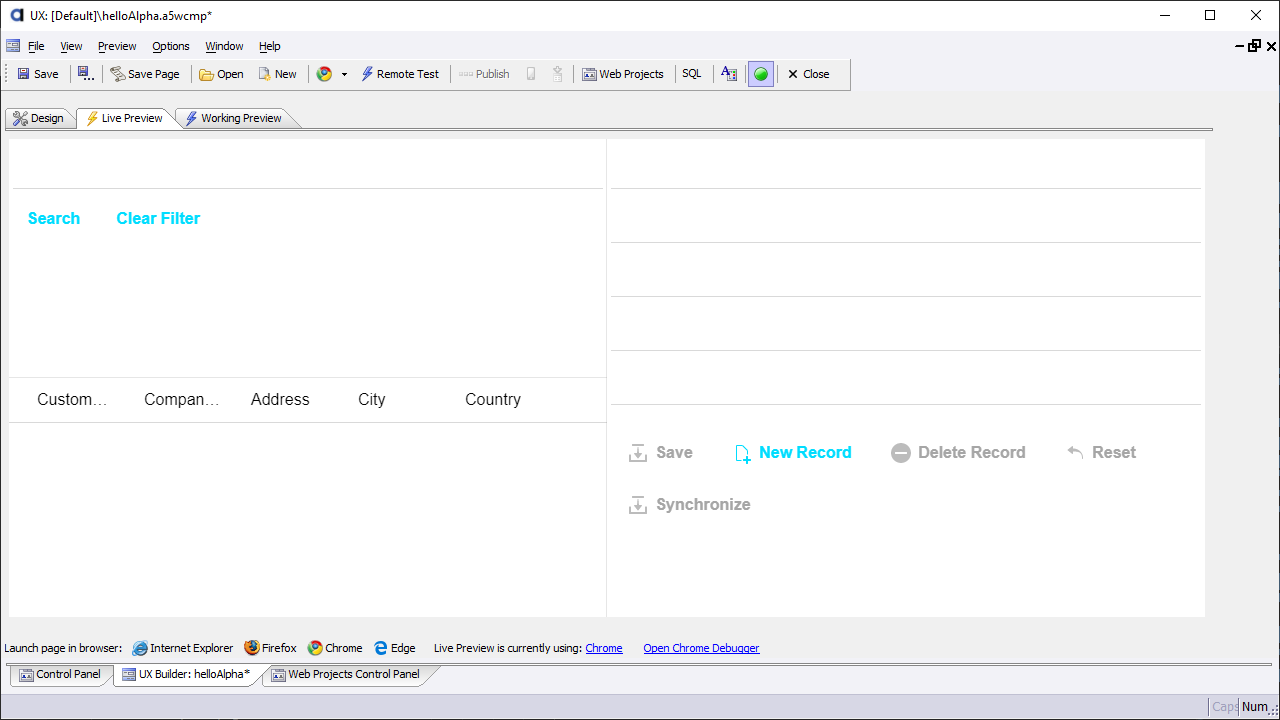 UX: [Default]\helloAlpha.a5wcmp*
File View Preview Options Window Help
Save Save Page Open New Remote Test Publish Web Projects SQL Close
Design Live Preview Working Preview
Search Clear Filter
Custom... Compan... Address City Country
Save New Record Delete Record Reset
Synchronize
Launch page in browser: Internet Explorer Firefox Chrome Edge Live Preview is currently using: Chrome Open Chrome Debugger
Control Panel UX Builder: helloAlpha* Web Projects Control Panel
Caps Num